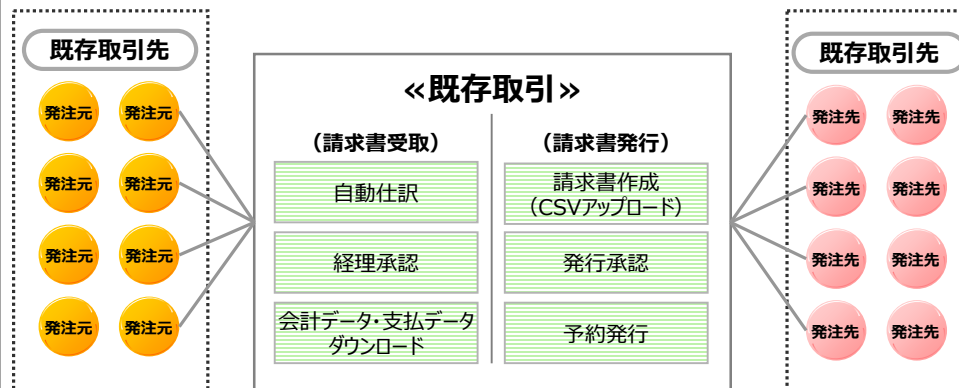 既存取引先
発注元 発注元
発注元 発注元
発注元 発注元
発注元 発注元
≪既存取引≫
（請求書受取）
自動仕訳
経理承認
会計データ・支払データ
ダウンロード
（請求書発行）
請求書作成
（CSVアップロード）
発行承認
予約発行
既存取引先
発注先 発注先
発注先 発注先
発注先 発注先
発注先 発注先